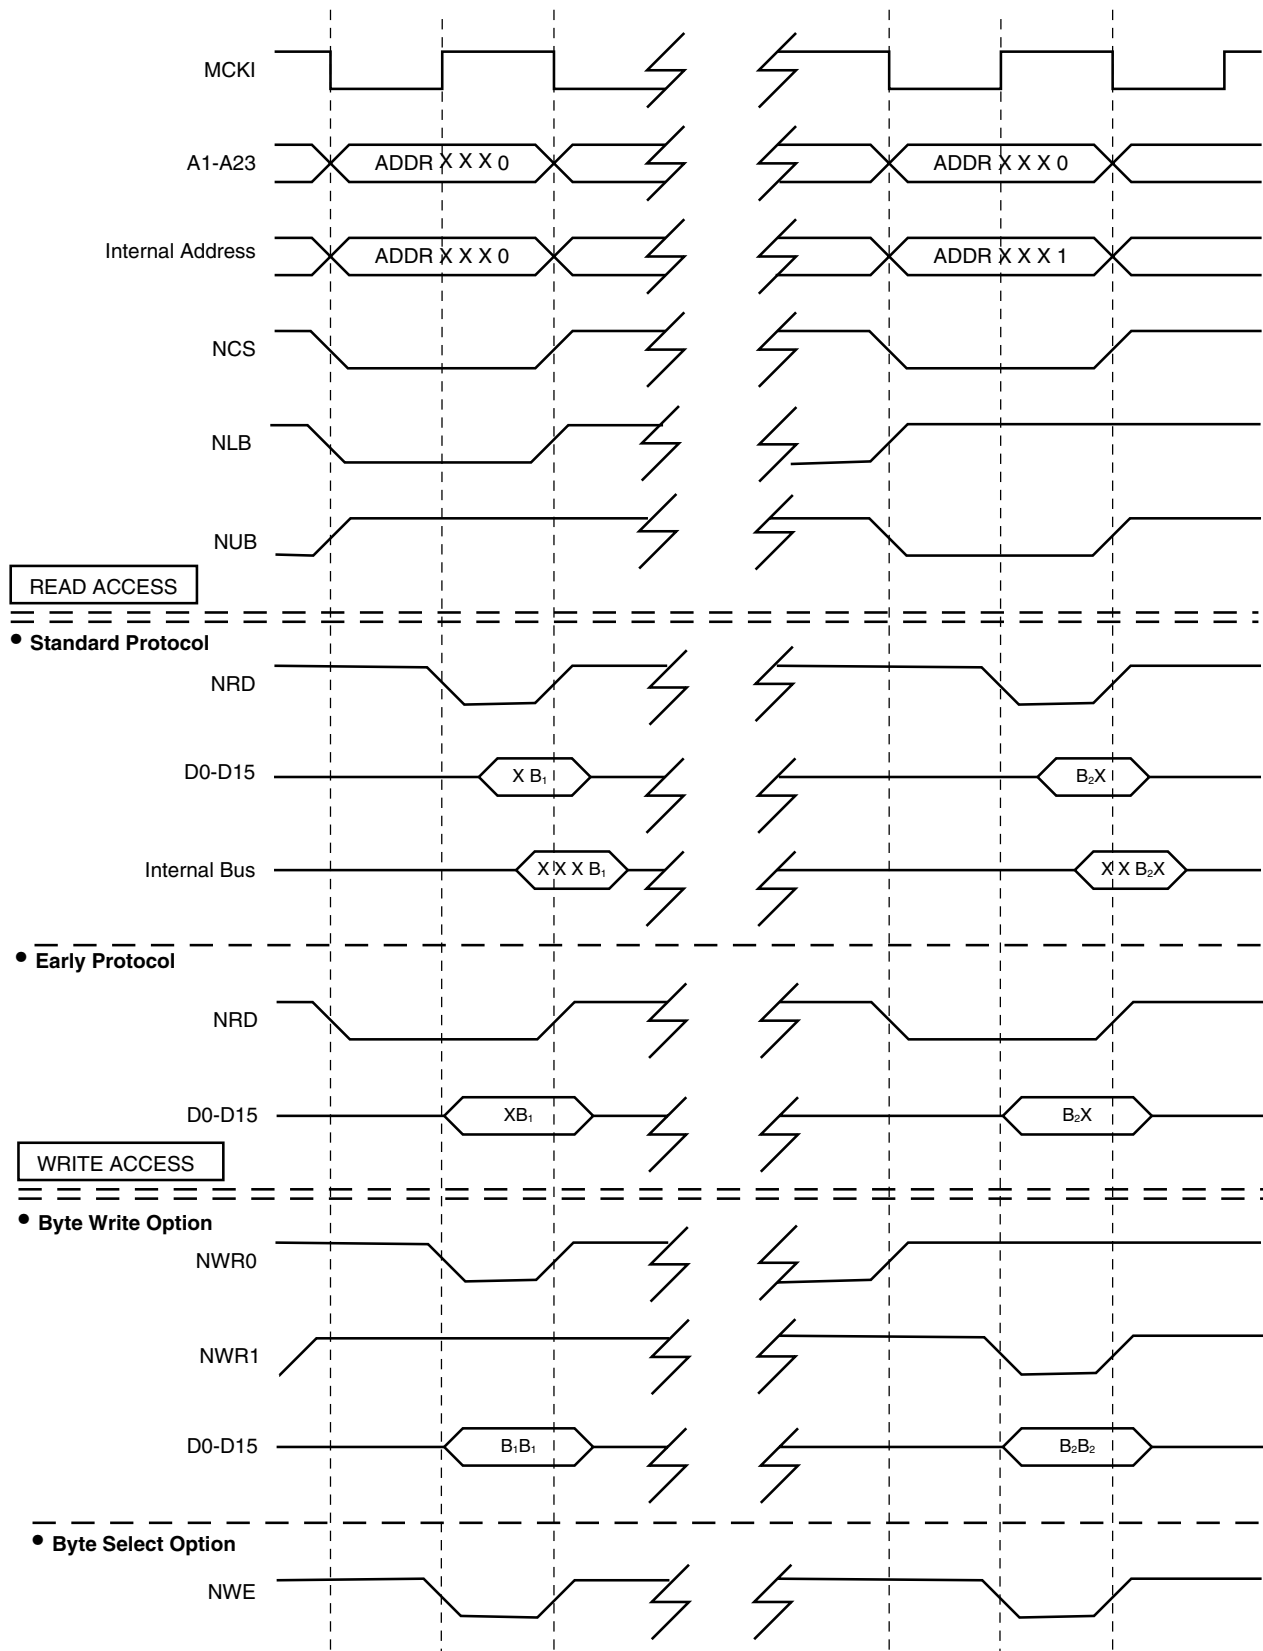 MCKI
A1-A23 ADDR X X X 0 ADDR X X X 0
Internal Address ADDR X X X 0 ADDR X X X 1
NCS
NLB
NUB
READ ACCESS
• Standard Protocol
NRD
D0-D15 X B₁ B₂X
Internal Bus X X X B₁ X X B₂X
• Early Protocol
NRD
D0-D15 XB₁ B₂X
WRITE ACCESS
• Byte Write Option
NWR0
NWR1
D0-D15 B₁B₁ B₂B₂
• Byte Select Option
NWE